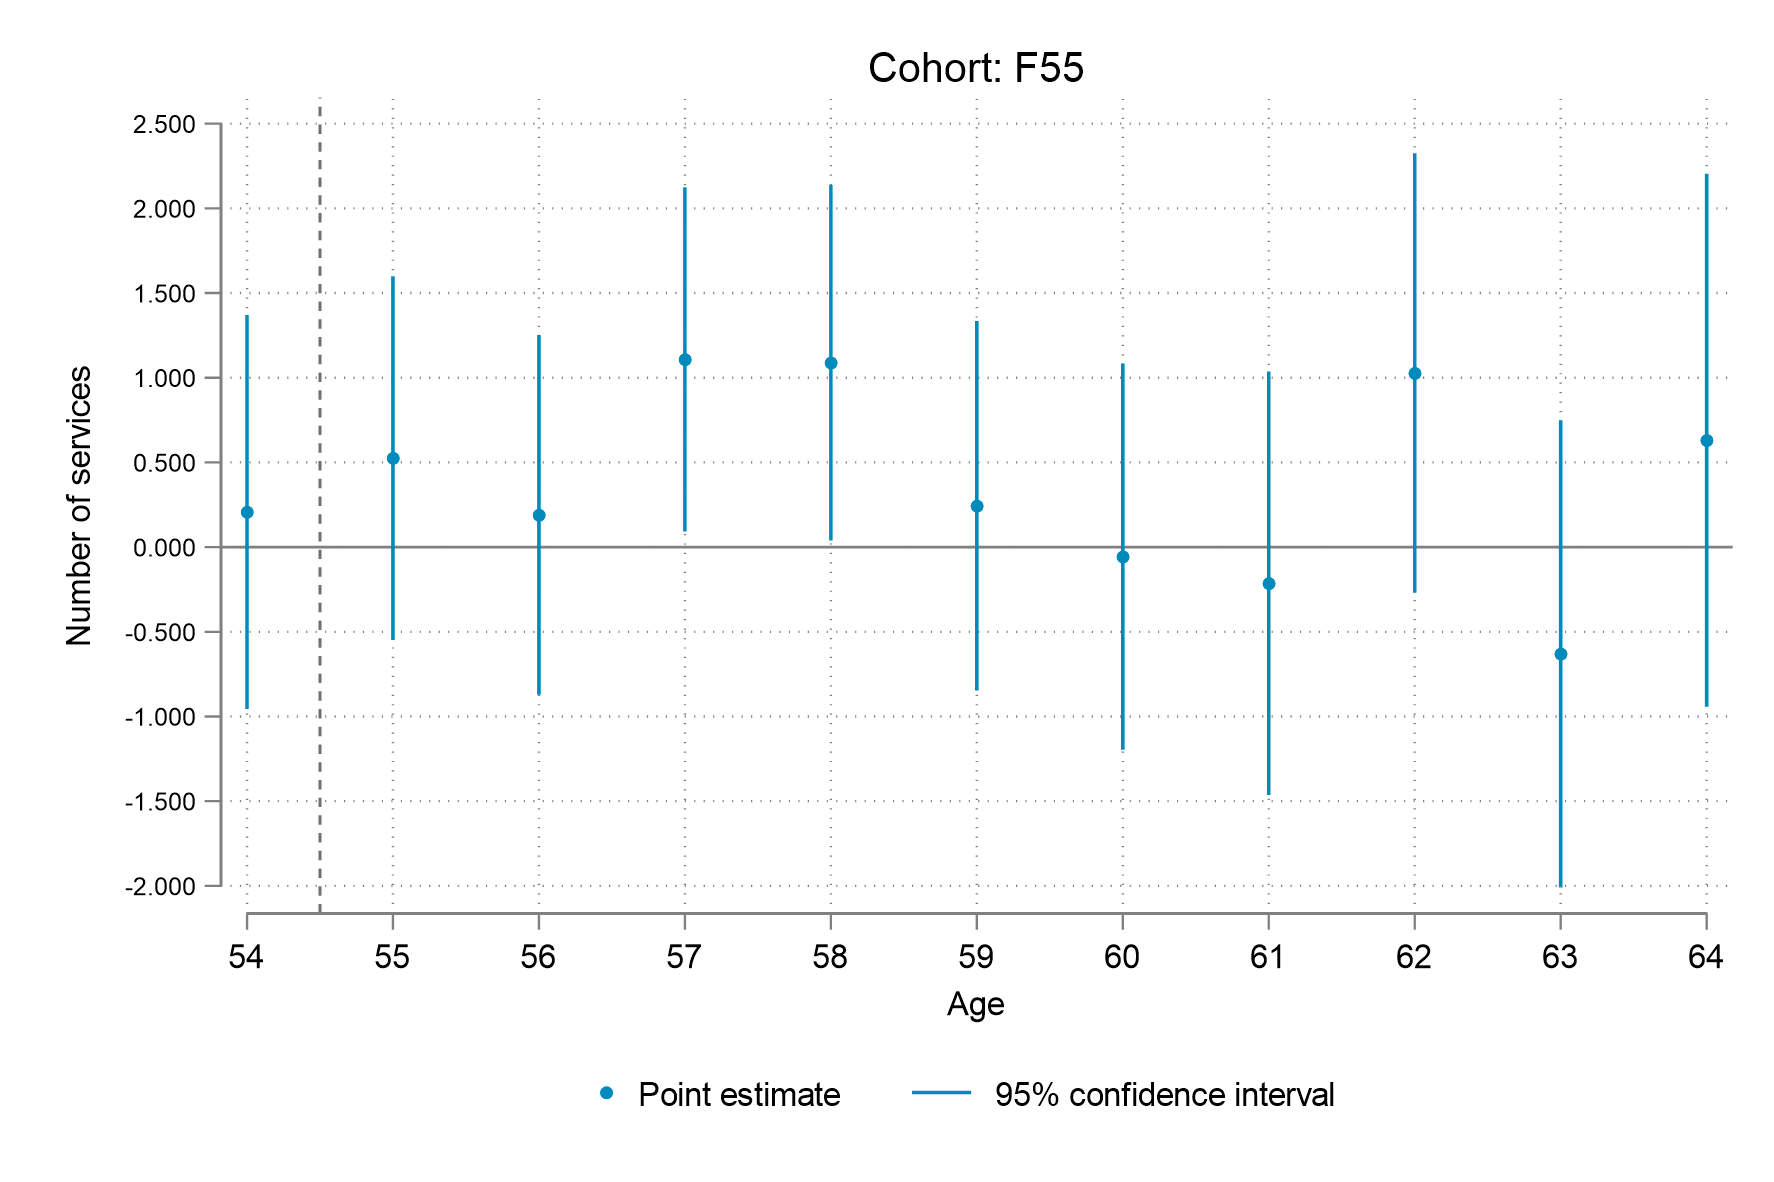 Cohort: F55
2.500
2.000
1.500
1.000
0.500
0.000
-0.500
-1.000
-1.500
-2.000
Number of services
54 55 56 57 58 59 60 61 62 63 64
Age
Point estimate 95% confidence interval